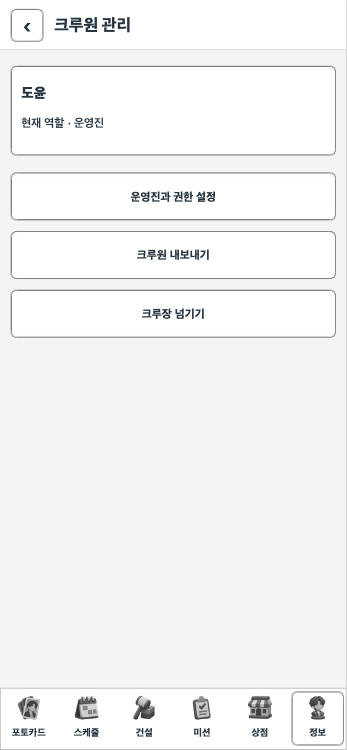 크루원 관리
도윤
현재 역할 · 운영진
운영진과 권한 설정
크루원 내보내기
크루장 넘기기
포토카드
스케줄
건설
미션
상점
정보